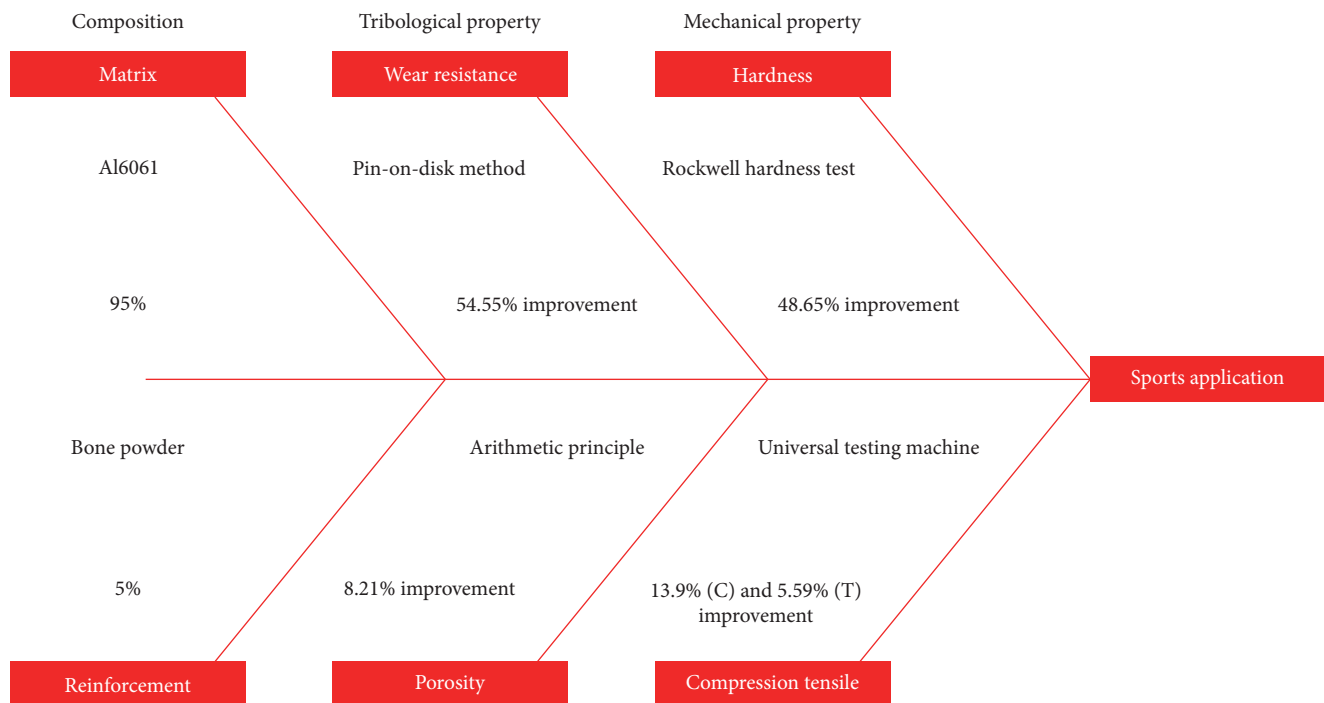 Composition
Tribological property
Mechanical property
Matrix
Wear resistance
Hardness
Al6061
Pin-on-disk method
Rockwell hardness test
95%
54.55% improvement
48.65% improvement
Sports application
Bone powder
Arithmetic principle
Universal testing machine
5%
8.21% improvement
13.9% (C) and 5.59% (T)
improvement
Reinforcement
Porosity
Compression tensile